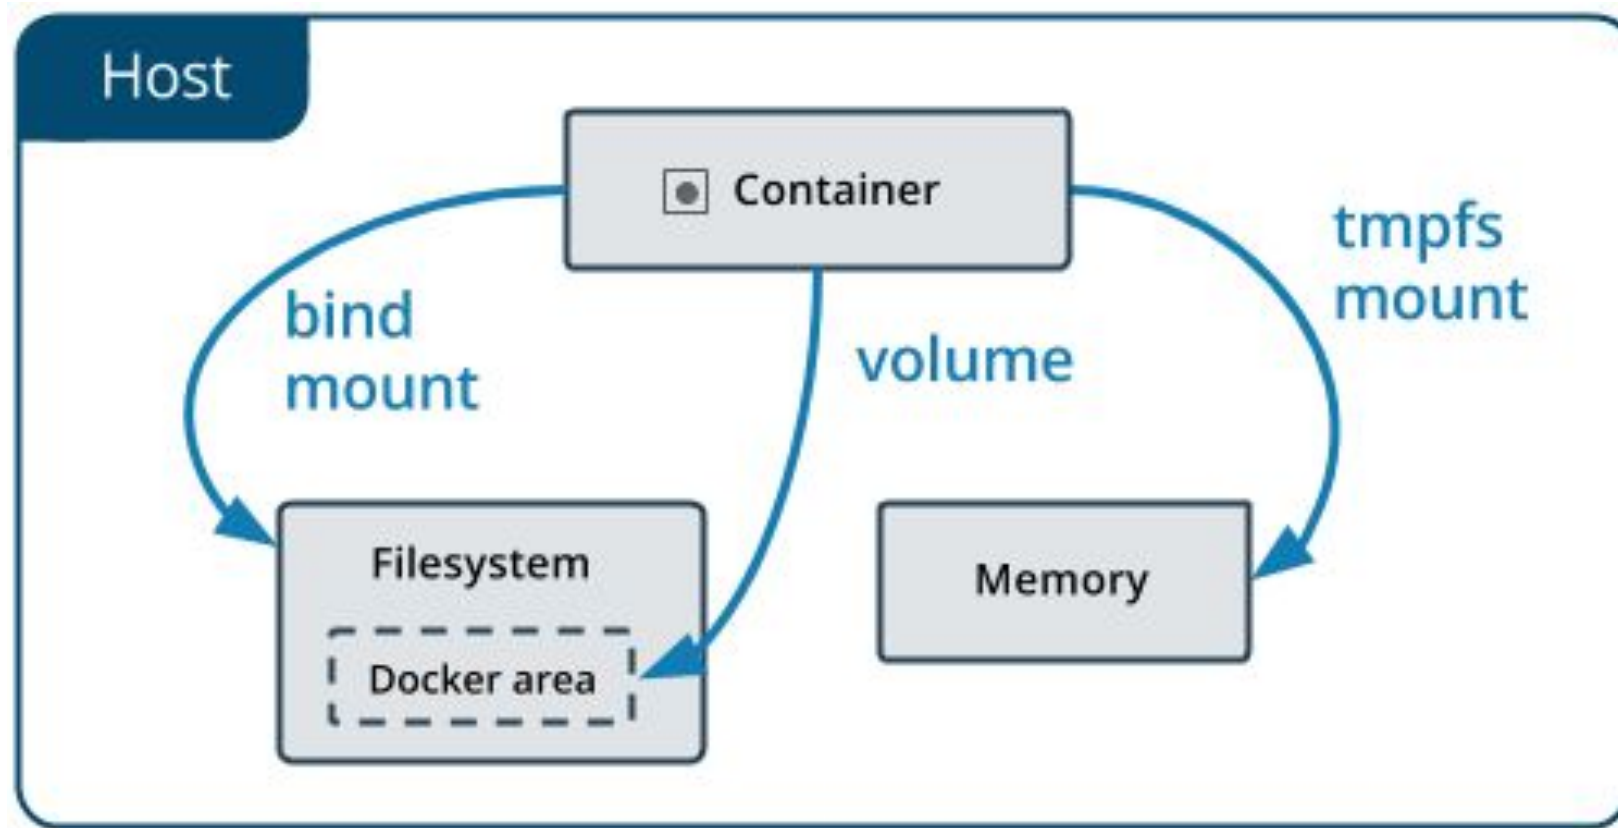 Host
Container
bind
mount
volume
tmpfs
mount
Filesystem
Docker area
Memory